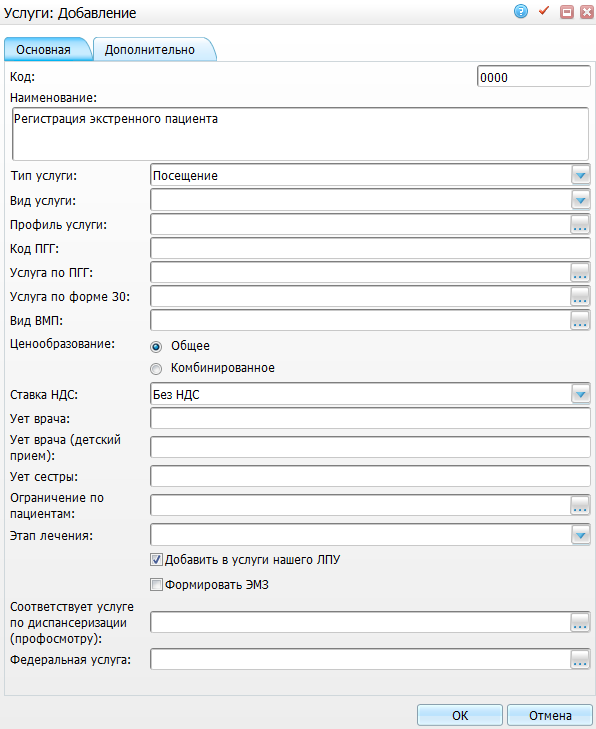 Услуги: Добавление
Основная
Дополнительно
Код:
0000
Наименование:
Регистрация экстренного пациента
Тип услуги:
Посещение
Вид услуги:
Профиль услуги:
Код ПГГ:
Услуга по ПГГ:
Услуга по форме 30:
Вид ВМП:
Ценообразование:
Общее
Комбинированное
Ставка НДС:
Без НДС
Ует врача:
Ует врача (детский
прием):
Ует сестры:
Ограничение по
пациентам:
Этап лечения:
Добавить в услуги нашего ЛПУ
Формировать ЭМЗ
Соответствует услуге
по диспансеризации
(профосмотру):
Федеральная услуга:
ОК
Отмена